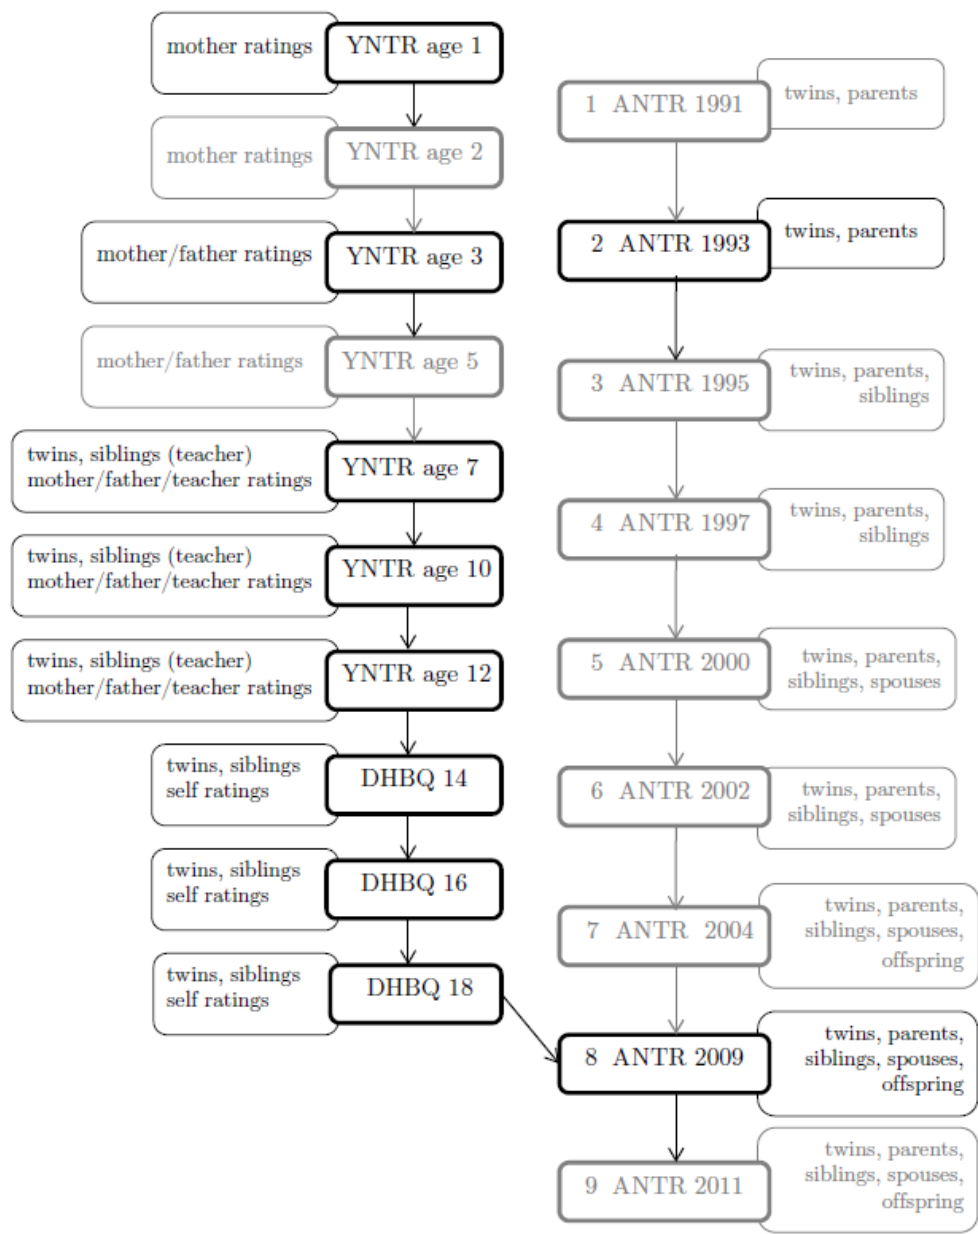 mother ratings
YNTR age 1
mother ratings
YNTR age 2
mother/father ratings
YNTR age 3
mother/father ratings
YNTR age 5
twins, siblings (teacher)
mother/father/teacher ratings
YNTR age 7
twins, siblings (teacher)
mother/father/teacher ratings
YNTR age 10
twins, siblings (teacher)
mother/father/teacher ratings
YNTR age 12
twins, siblings
self ratings
DHBQ 14
twins, siblings
self ratings
DHBQ 16
twins, siblings
self ratings
DHBQ 18
1 ANTR 1991
twins, parents
2 ANTR 1993
twins, parents
3 ANTR 1995
twins, parents,
siblings
4 ANTR 1997
twins, parents,
siblings
5 ANTR 2000
twins, parents,
siblings, spouses
6 ANTR 2002
twins, parents,
siblings, spouses
7 ANTR 2004
twins, parents,
siblings, spouses,
offspring
8 ANTR 2009
twins, parents,
siblings, spouses,
offspring
9 ANTR 2011
twins, parents,
siblings, spouses,
offspring